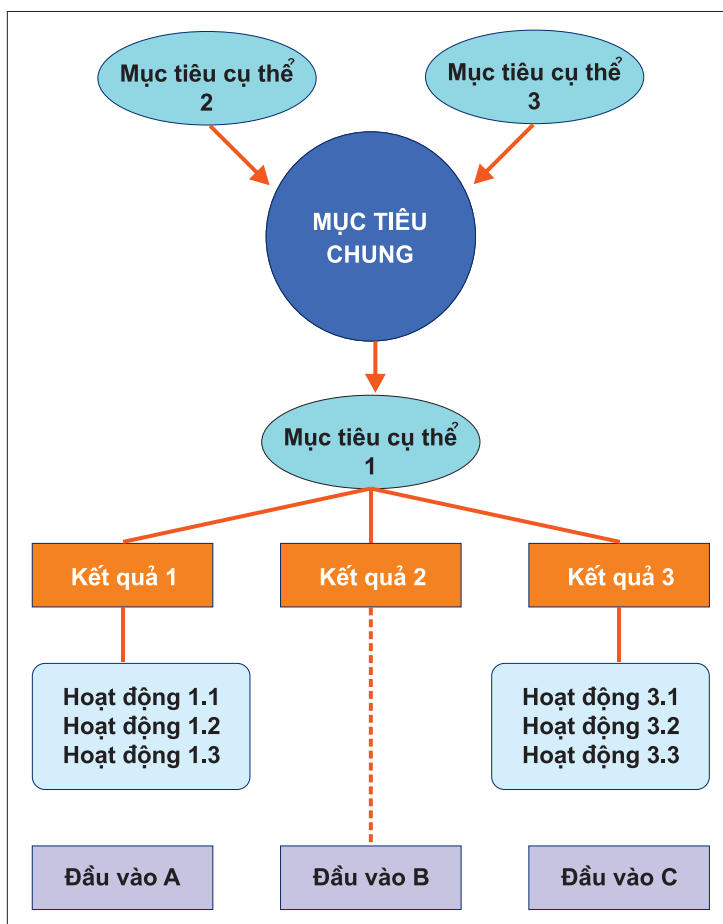 Mục tiêu cụ thể
2
Mục tiêu cụ thể
3
MỤC TIÊU
CHUNG
Mục tiêu cụ thể
1
Kết quả 1
Kết quả 2
Kết quả 3
Hoạt động 1.1
Hoạt động 1.2
Hoạt động 1.3
Hoạt động 3.1
Hoạt động 3.2
Hoạt động 3.3
Đầu vào A
Đầu vào B
Đầu vào C